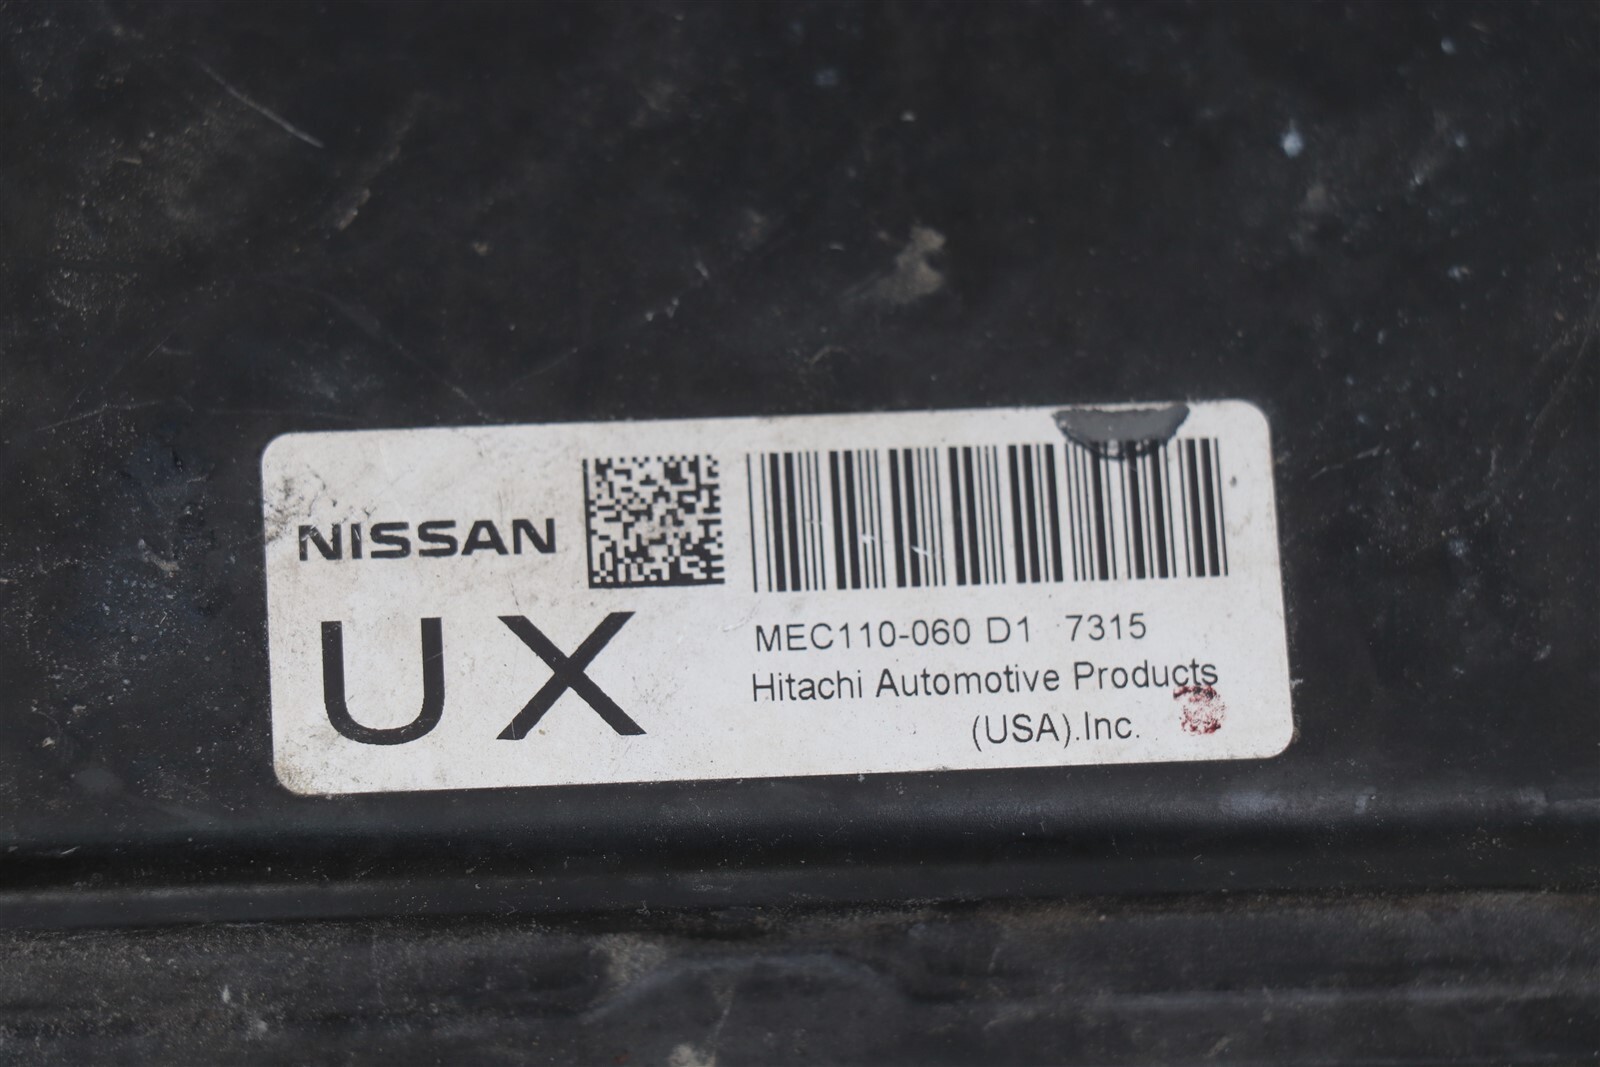 NISSAN
UX
MEC110-060 D1 7315
Hitachi Automotive Products
(USA).Inc.